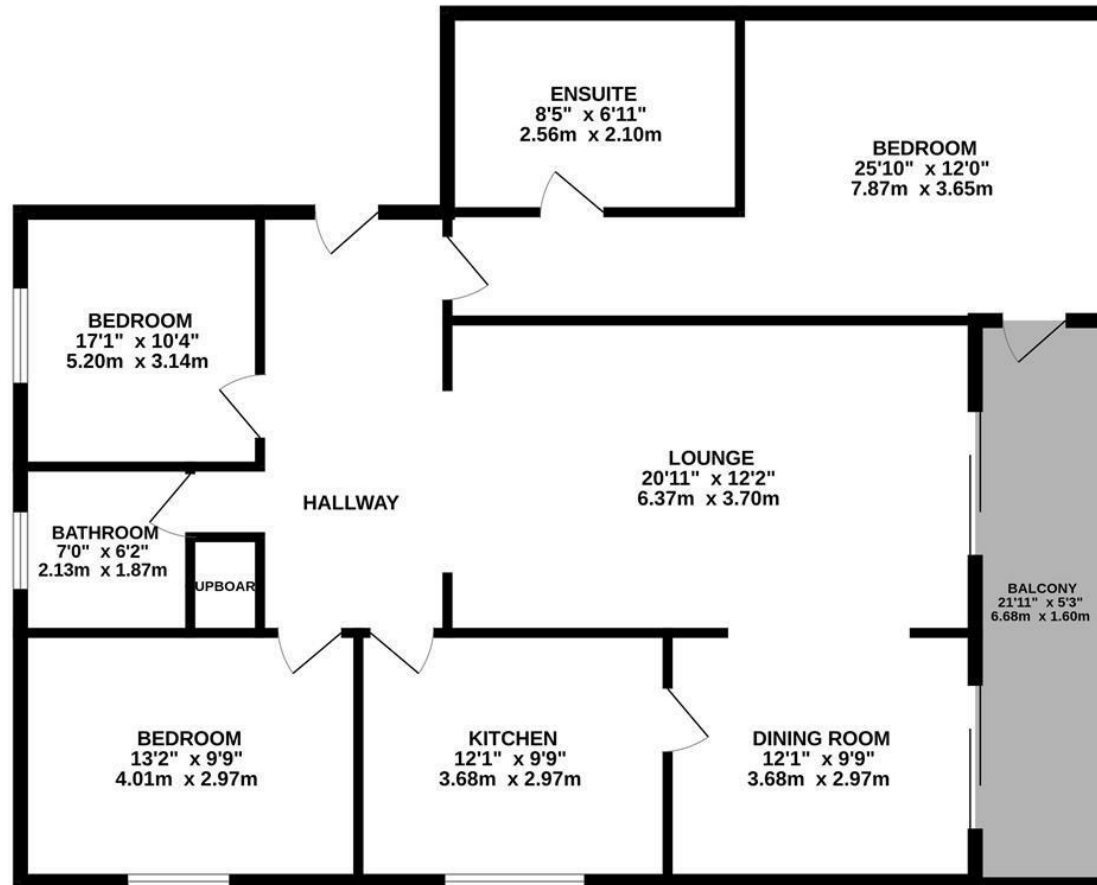 ENSUITE
8'5" x 6'11"
2.56m x 2.10m
BEDROOM
25'10" x 12'0"
7.87m x 3.65m
BEDROOM
17'1" x 10'4"
5.20m x 3.14m
LOUNGE
20'11" x 12'2"
6.37m x 3.70m
HALLWAY
BATHROOM
7'0" x 6'2"
2.13m x 1.87m
UPBOAR
BALCONY
21'11" x 5'3"
6.68m x 1.60m
BEDROOM
13'2" x 9'9"
4.01m x 2.97m
KITCHEN
12'1" x 9'9"
3.68m x 2.97m
DINING ROOM
12'1" x 9'9"
3.68m x 2.97m